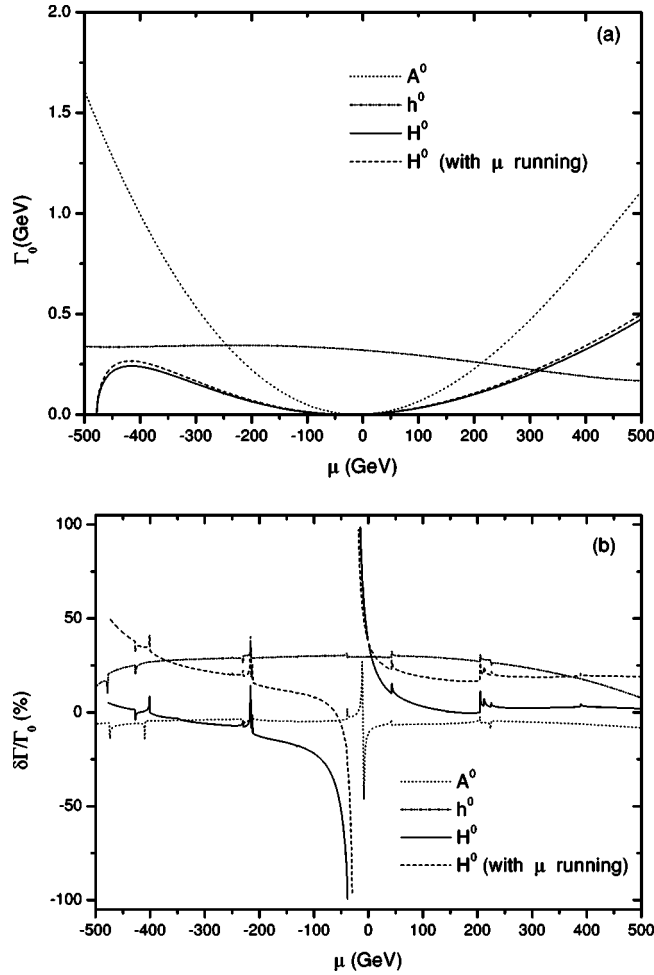 (a)
2.0
1.5
1.0
0.5
0.0
Γ₀(GeV)
A⁰
h⁰
H⁰
H⁰ (with μ running)
-500 -400 -300 -200 -100 0 100 200 300 400 500
μ (GeV)
(b)
100
50
0
-50
-100
δΓ/Γ₀ (%)
A⁰
h⁰
H⁰
H⁰ (with μ running)
-500 -400 -300 -200 -100 0 100 200 300 400 500
μ (GeV)